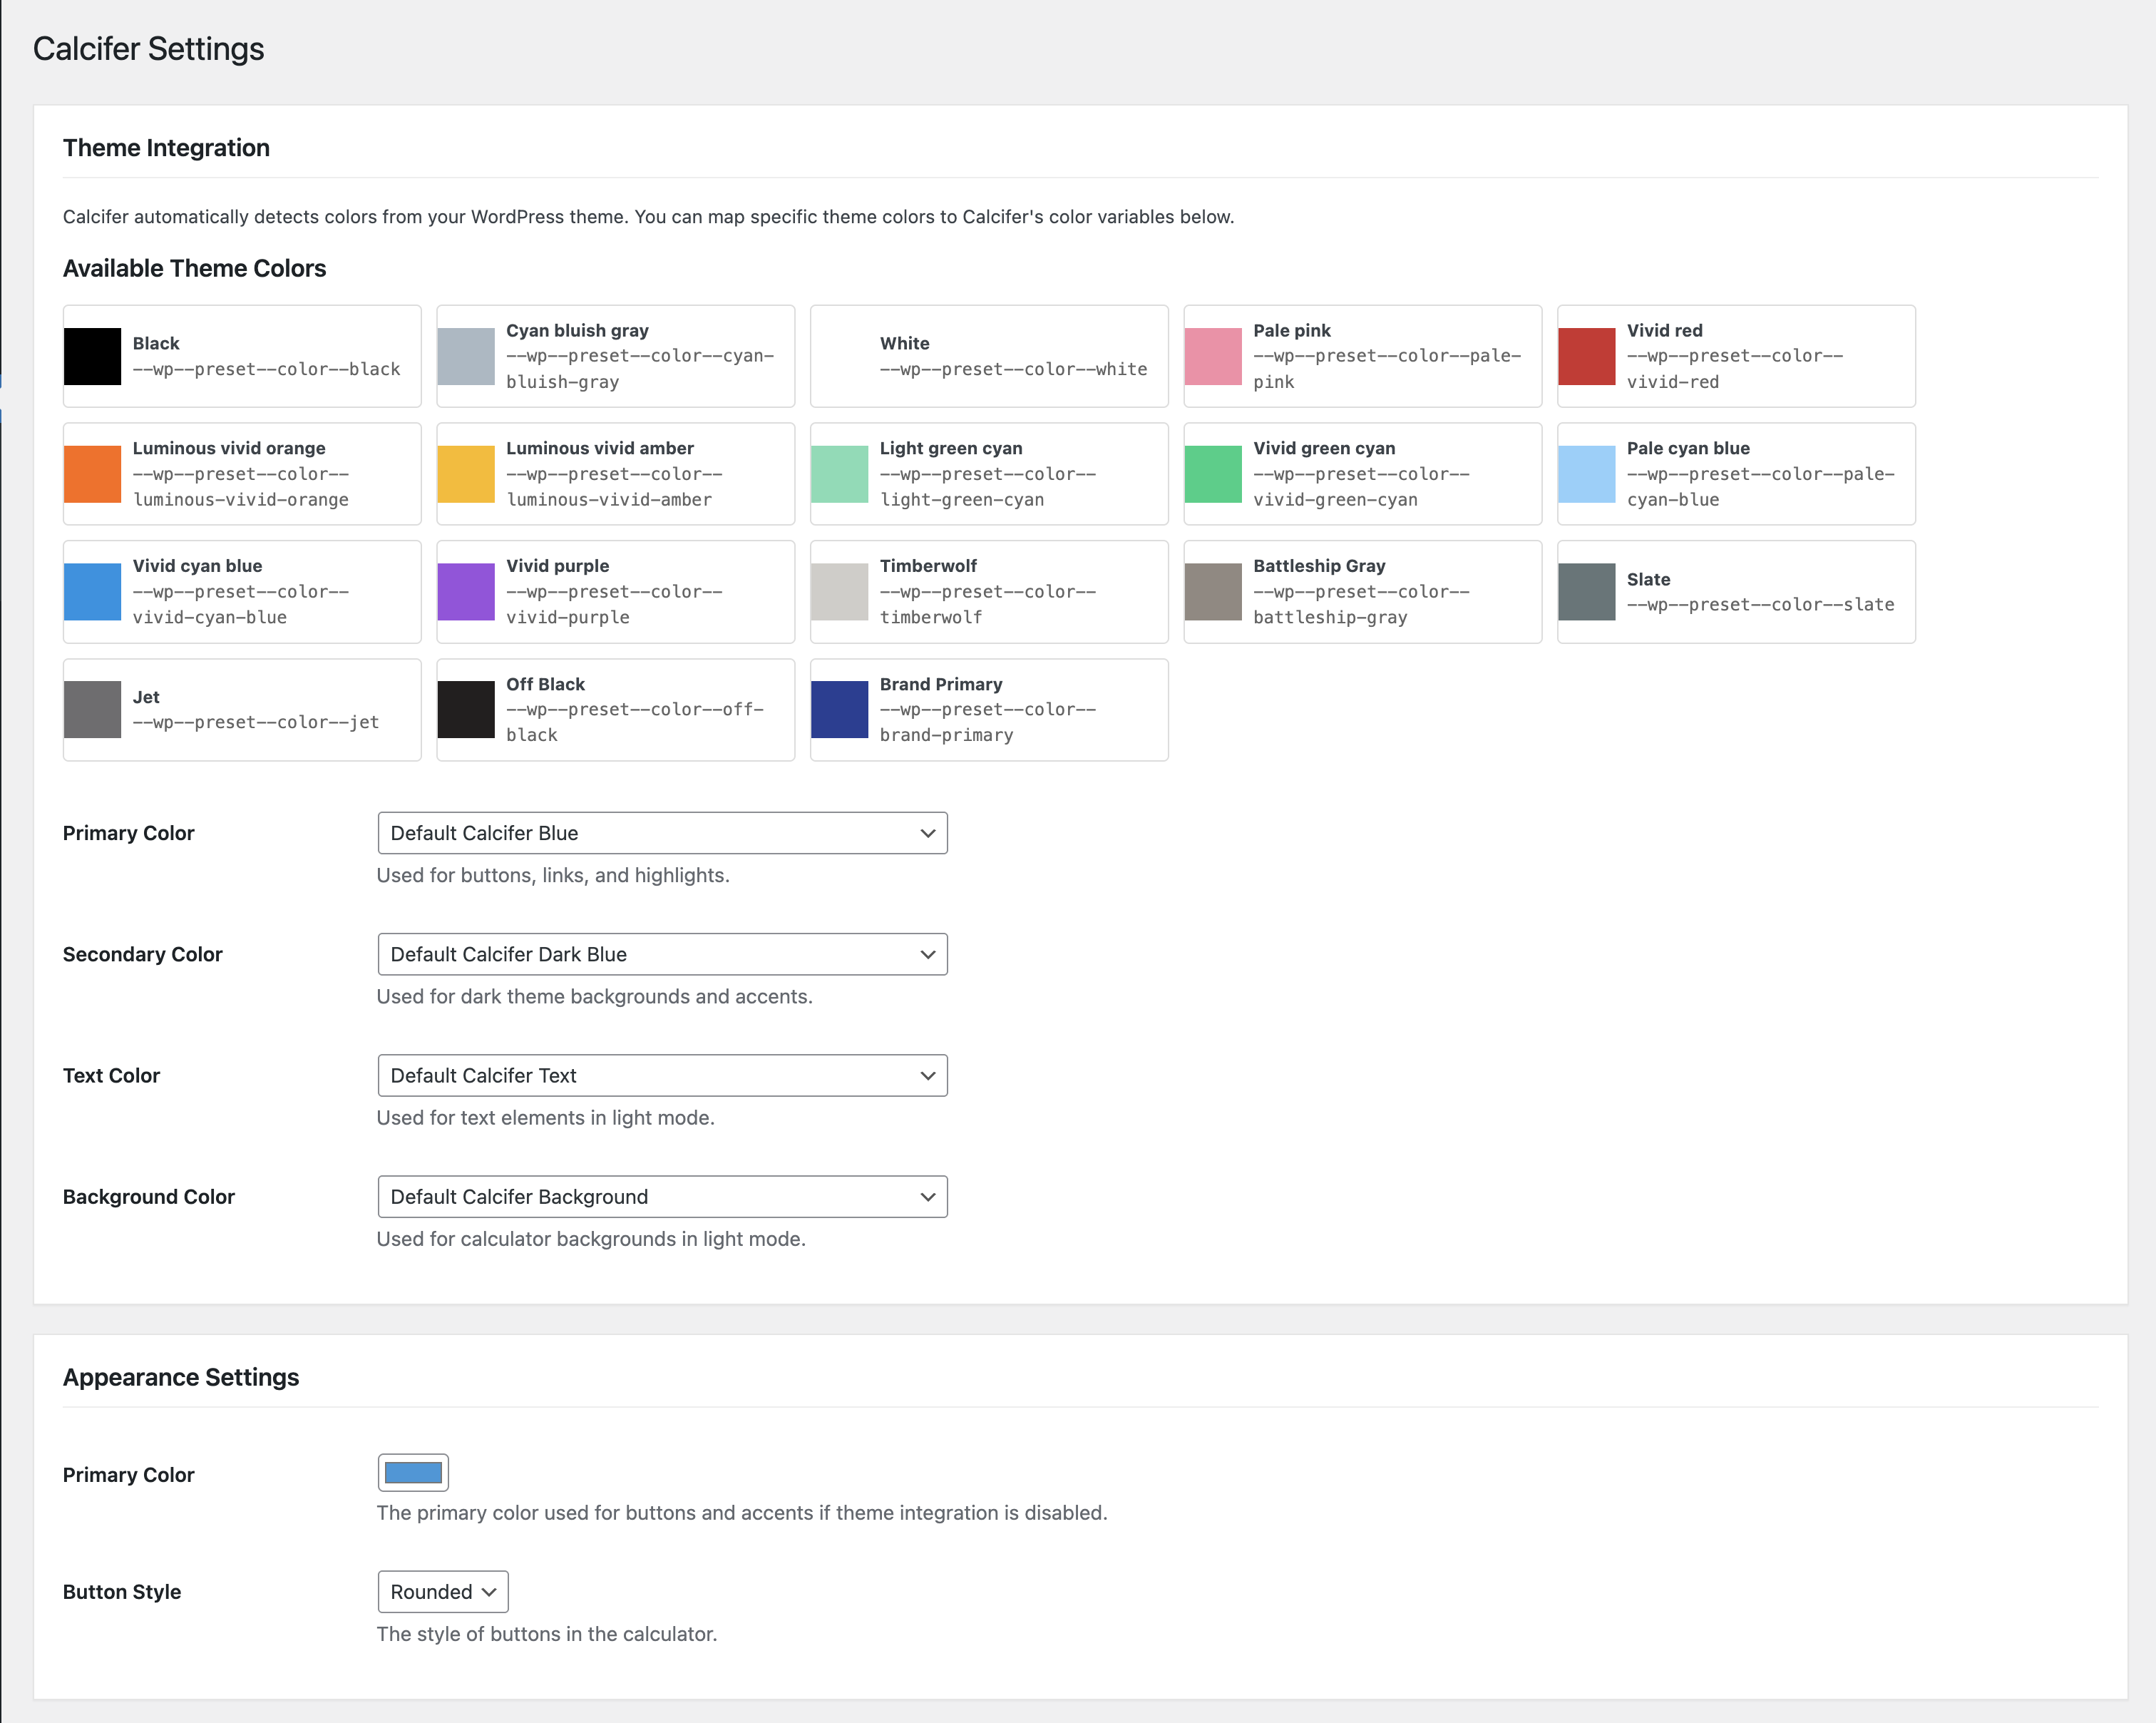 Calcifer Settings
Theme Integration
Calcifer automatically detects colors from your WordPress theme. You can map specific theme colors to Calcifer's color variables below.
Available Theme Colors
Black
--wp--preset--color--black
Cyan bluish gray
--wp--preset--color--cyan-
bluish-gray
White
--wp--preset--color--white
Pale pink
--wp--preset--color--pale-
pink
Vivid red
--wp--preset--color--
vivid-red
Luminous vivid orange
--wp--preset--color--
luminous-vivid-orange
Luminous vivid amber
--wp--preset--color--
luminous-vivid-amber
Light green cyan
--wp--preset--color--
light-green-cyan
Vivid green cyan
--wp--preset--color--
vivid-green-cyan
Pale cyan blue
--wp--preset--color--pale-
cyan-blue
Vivid cyan blue
--wp--preset--color--
vivid-cyan-blue
Vivid purple
--wp--preset--color--
vivid-purple
Timberwolf
--wp--preset--color--
timberwolf
Battleship Gray
--wp--preset--color--
battleship-gray
Slate
--wp--preset--color--slate
Jet
--wp--preset--color--jet
Off Black
--wp--preset--color--off-
black
Brand Primary
--wp--preset--color--
brand-primary
Primary Color
Default Calcifer Blue
Used for buttons, links, and highlights.
Secondary Color
Default Calcifer Dark Blue
Used for dark theme backgrounds and accents.
Text Color
Default Calcifer Text
Used for text elements in light mode.
Background Color
Default Calcifer Background
Used for calculator backgrounds in light mode.
Appearance Settings
Primary Color
The primary color used for buttons and accents if theme integration is disabled.
Button Style
Rounded
The style of buttons in the calculator.